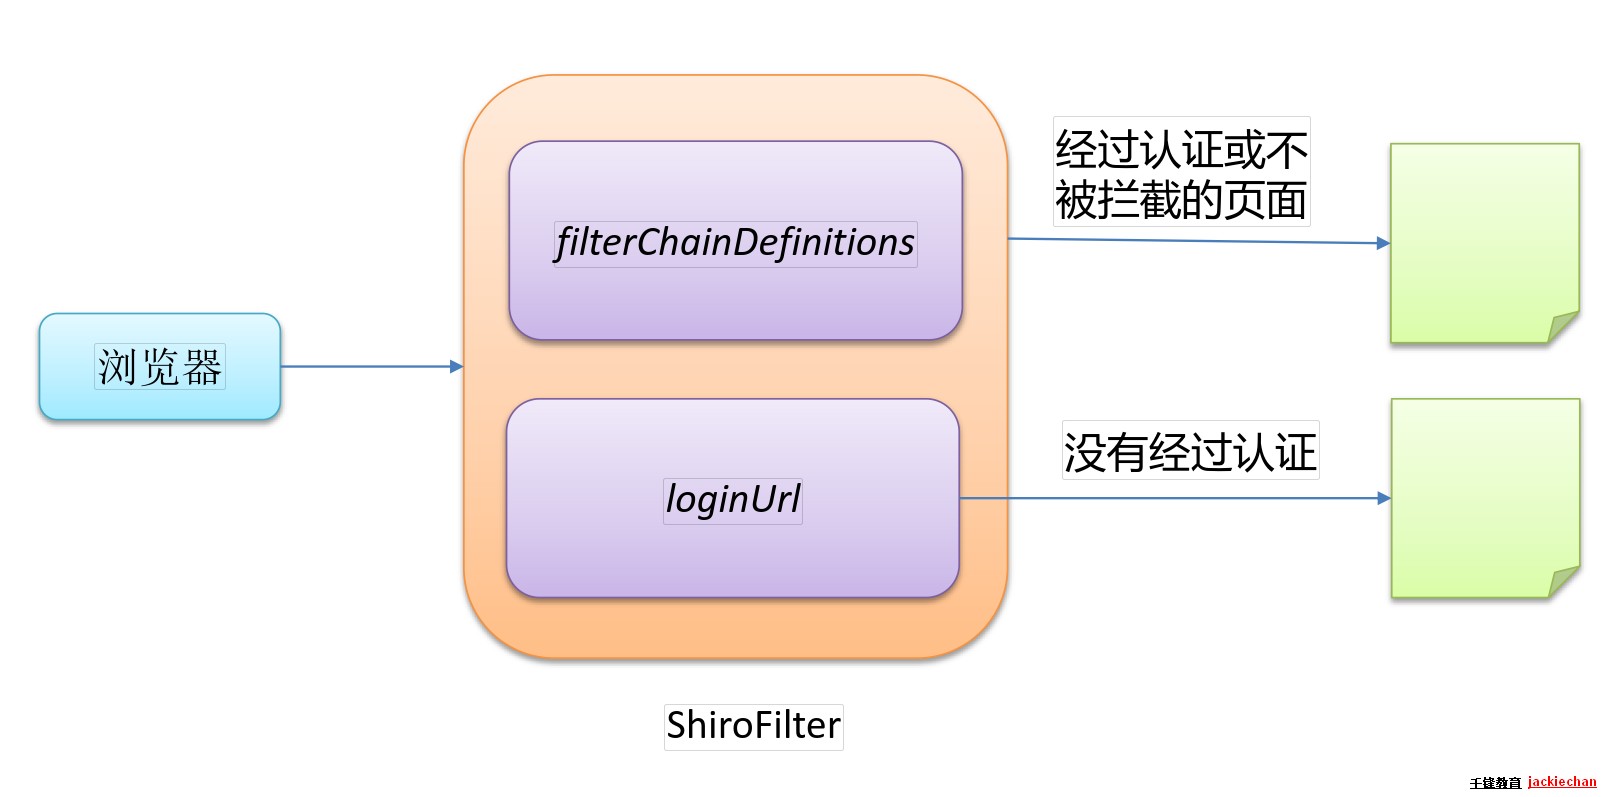 经过认证或不
被拦截的页面
filterChainDefinitions
浏览器
没有经过认证
loginUrl
ShiroFilter
千锋教育 jackiechan